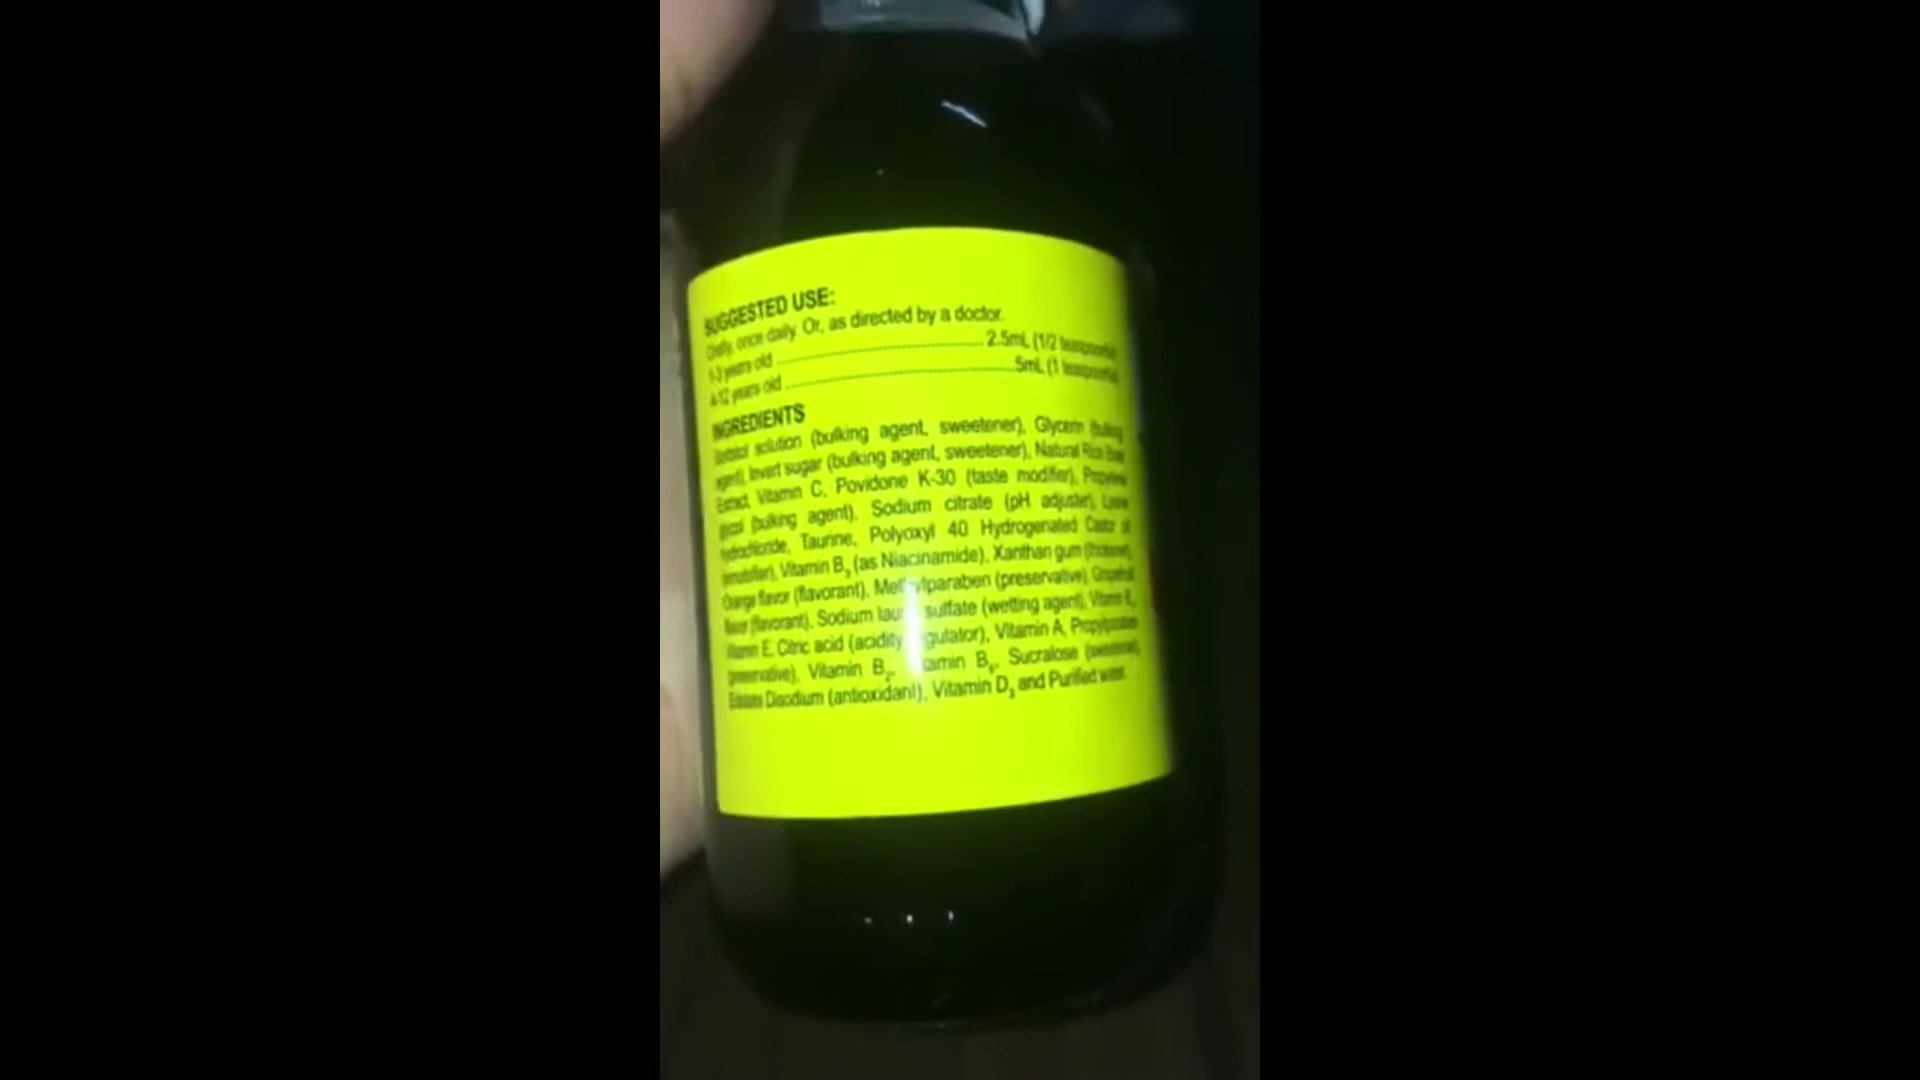 SUGGESTED USE:
Orally, once daily. Or, as directed by a doctor.
1-3 years old ........................ 2.5mL (1/2 teaspoonful)
4-12 years old ........................ 5mL (1 teaspoonful)
INGREDIENTS
Sorbitol solution (bulking agent, sweetener), Glycerin (bulking
agent), Invert sugar (bulking agent, sweetener), Natural Rice Bran
Extract, Vitamin C, Povidone K-30 (taste modifier), Propylene
glycol (bulking agent), Sodium citrate (pH adjuster), Lysine
hydrochloride, Taurine, Polyoxyl 40 Hydrogenated Castor oil
(emulsifier), Vitamin B3 (as Niacinamide), Xanthan gum (thickener),
Orange flavor (flavorant), Methylparaben (preservative), Grapefruit
flavor (flavorant), Sodium sulfate (wetting agent), Vitamin
Vitamin E, Citric acid (acidity regulator), Vitamin A, Propylparaben
(preservative), Vitamin B2, Vitamin Sucralose (sweetener),
Edetate Disodium (antioxidant), Vitamin D3 and Purified water.